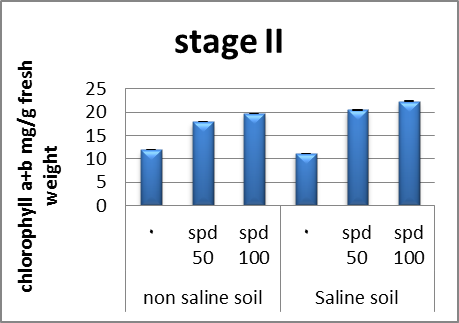 stage II
chlorophyll a+b mg/g fresh
weight
25
20
15
10
5
0
. spd spd . spd spd
50 100 50 100
non saline soil Saline soil